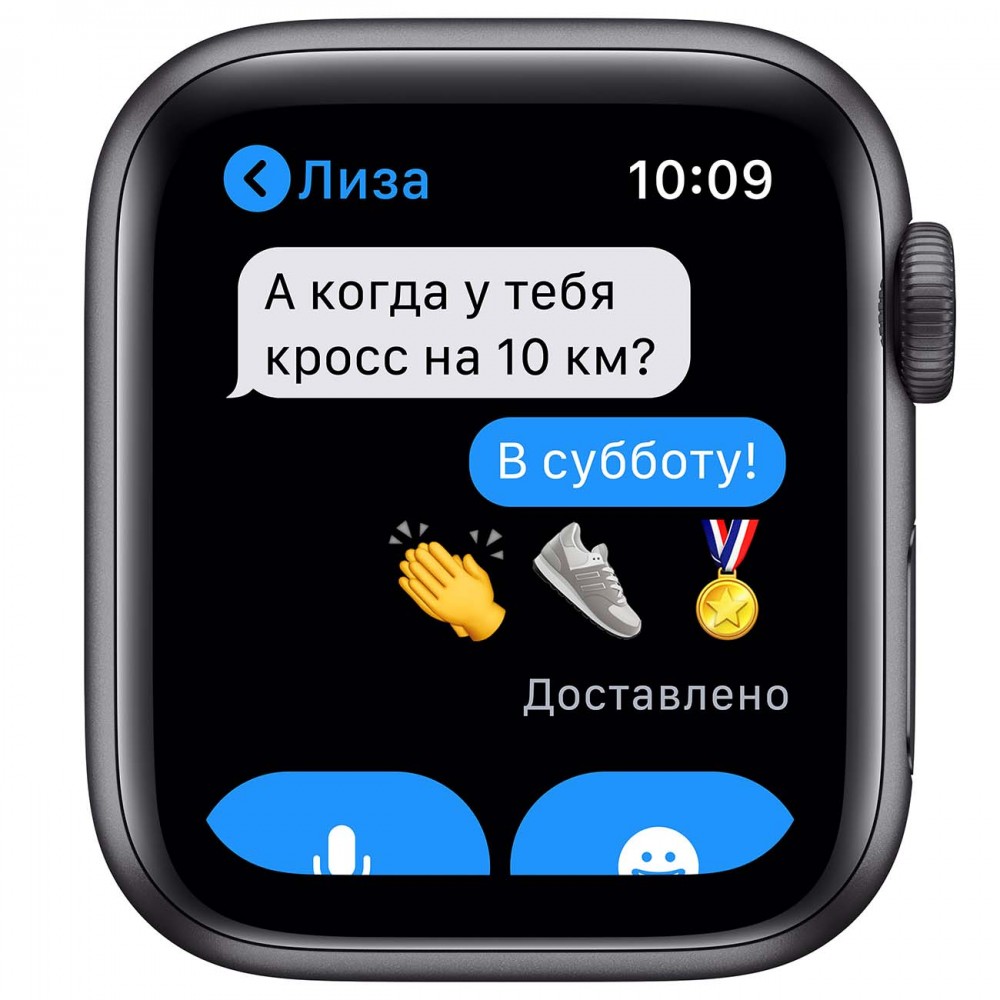 Лиза 10:09
А когда у тебя
кросс на 10 км?
В субботу!
Доставлено